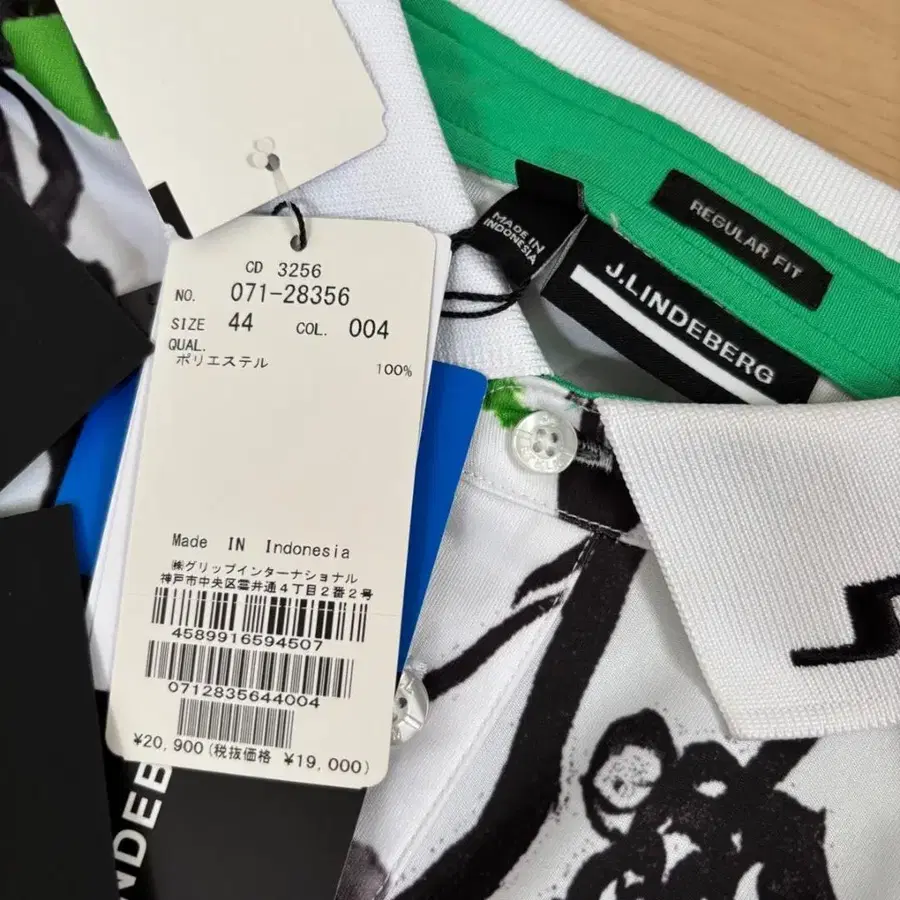 CD 3256
NO. 071-28356
SIZE 44 COL. 004
QUAL.
ポリエステル 100%
Made IN Indonesia
㈱グリップインターナショナル
神戸市中央区雲井通4丁目2番2号
4589916594507
0712835644004
¥20,900(税抜価格 ¥19,000)
MADE IN
INDONESIA
J.LINDEBERG
REGULAR FIT
NDEB